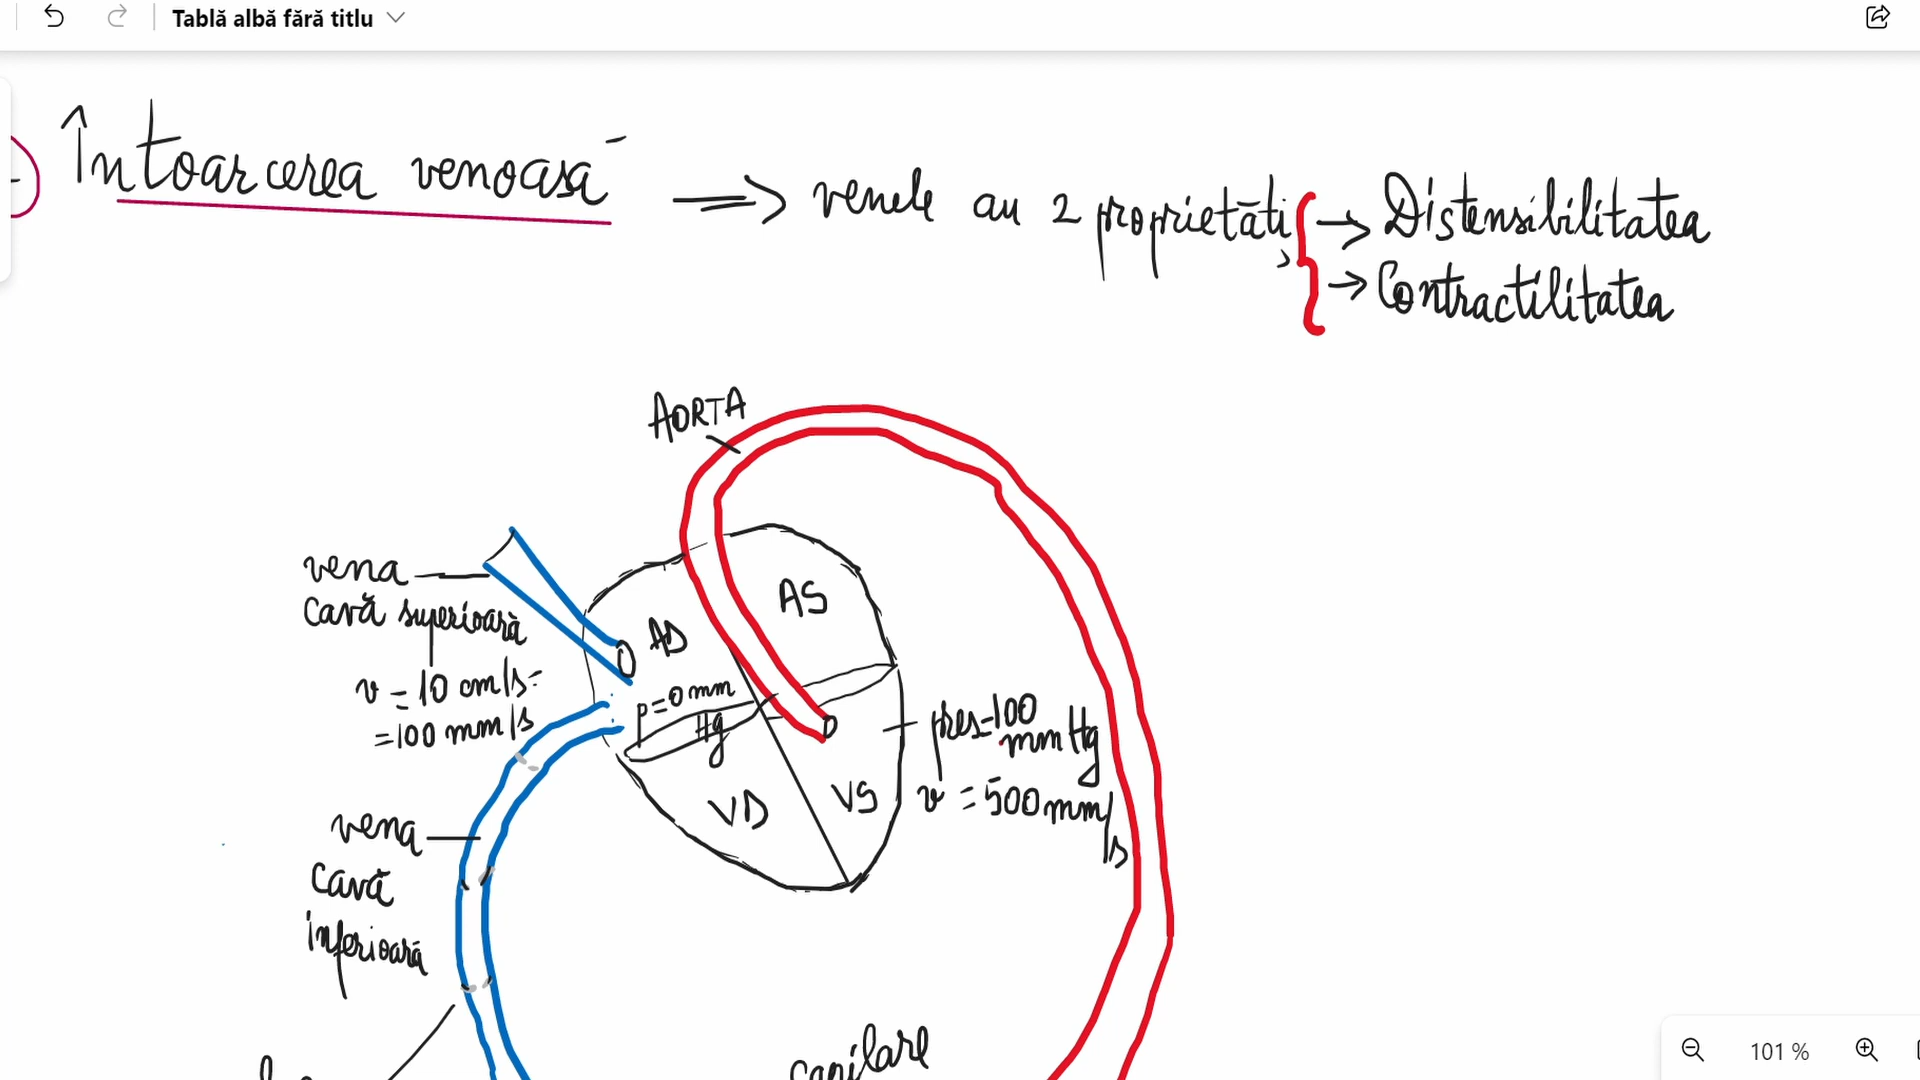 Tablă albă fără titlu
Întoarcerea venoasă => venele au 2 proprietăți → Distensibilitatea
→ Contractilitatea
AORTA
vena
cavă superioară
v = 10 cm/s =
= 100 mm/s
AD
AS
p = 0 mm
Hg
VD
VS
pres = 100
mm Hg
v = 500 mm/
s
vena
cavă
inferioară
capilare
101 %